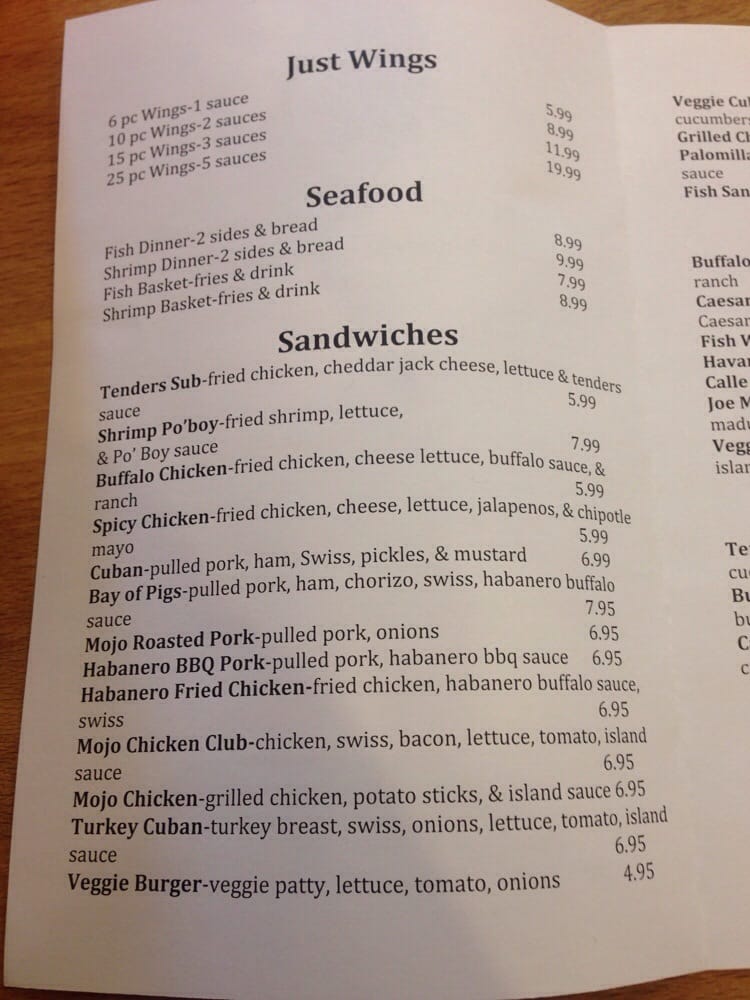 Just Wings
6 pc Wings-1 sauce 5.99
10 pc Wings-2 sauces 8.99
15 pc Wings-3 sauces 11.99
25 pc Wings-5 sauces 19.99
Seafood
Fish Dinner-2 sides & bread 8.99
Shrimp Dinner-2 sides & bread 9.99
Fish Basket-fries & drink 7.99
Shrimp Basket-fries & drink 8.99
Sandwiches
Tenders Sub-fried chicken, cheddar jack cheese, lettuce & tenders
sauce 5.99
Shrimp Po'boy-fried shrimp, lettuce,
& Po' Boy sauce 7.99
Buffalo Chicken-fried chicken, cheese lettuce, buffalo sauce, &
ranch 5.99
Spicy Chicken-fried chicken, cheese, lettuce, jalapenos, & chipotle
mayo 5.99
Cuban-pulled pork, ham, Swiss, pickles, & mustard 6.99
Bay of Pigs-pulled pork, ham, chorizo, swiss, habanero buffalo
sauce 7.95
Mojo Roasted Pork-pulled pork, onions 6.95
Habanero BBQ Pork-pulled pork, habanero bbq sauce 6.95
Habanero Fried Chicken-fried chicken, habanero buffalo sauce,
swiss 6.95
Mojo Chicken Club-chicken, swiss, bacon, lettuce, tomato, island
sauce 6.95
Mojo Chicken-grilled chicken, potato sticks, & island sauce 6.95
Turkey Cuban-turkey breast, swiss, onions, lettuce, tomato, island
sauce 6.95
Veggie Burger-veggie patty, lettuce, tomato, onions 4.95
Veggie
cucumbers
Grilled
sauce
Fish
Buffalo
ranch
Fish
Calle
Joe